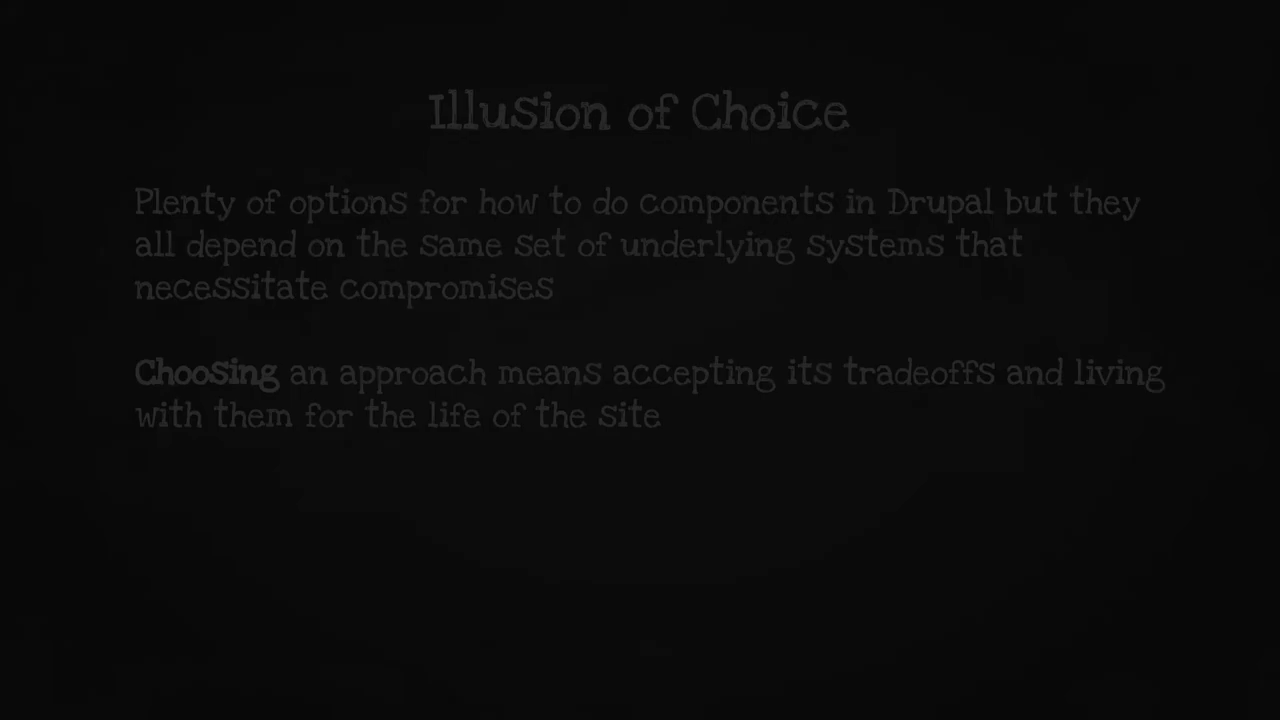 Illusion of Choice
Plenty of options for how to do components in Drupal but they
all depend on the same set of underlying systems that
necessitate compromises
Choosing an approach means accepting its tradeoffs and living
with them for the life of the site